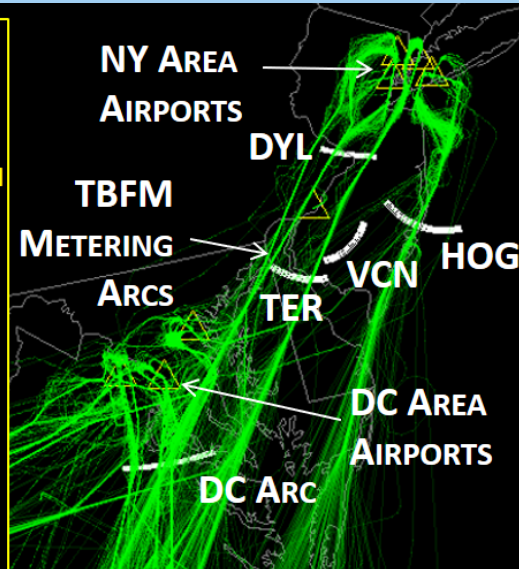 NY AREA
AIRPORTS
DYL
TBFM
METERING
ARCS
HOG
VCN
TER
DC AREA
AIRPORTS
DC ARC